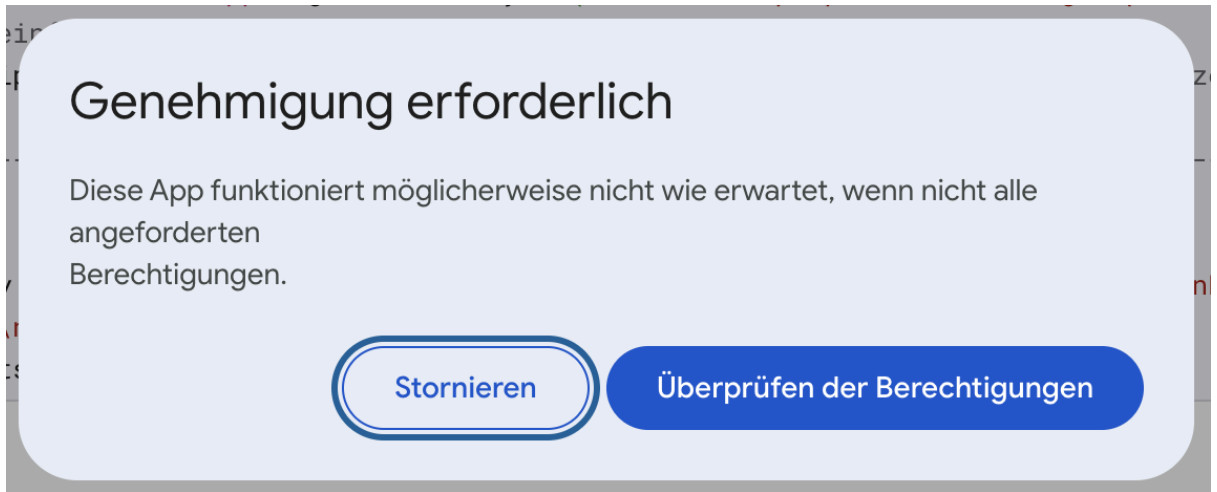 Genehmigung erforderlich
Diese App funktioniert möglicherweise nicht wie erwartet, wenn nicht alle
angeforderten
Berechtigungen.
Stornieren
Überprüfen der Berechtigungen